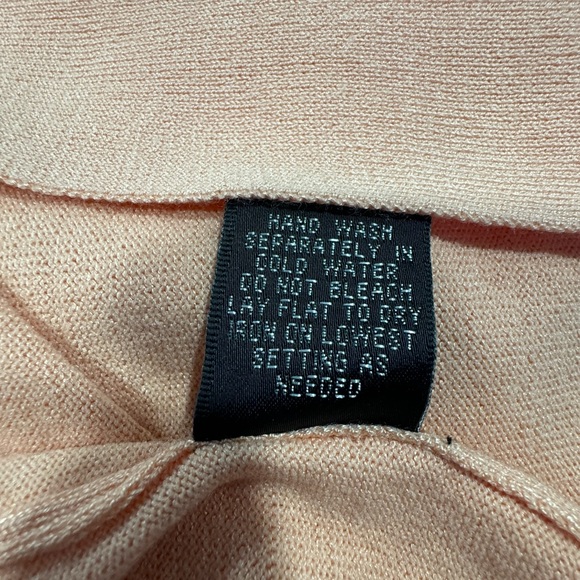 HAND WASH
SEPARATELY IN
COLD WATER
DO NOT BLEACH
LAY FLAT TO DRY
IRON ON LOWEST
SETTING AS
NEEDED